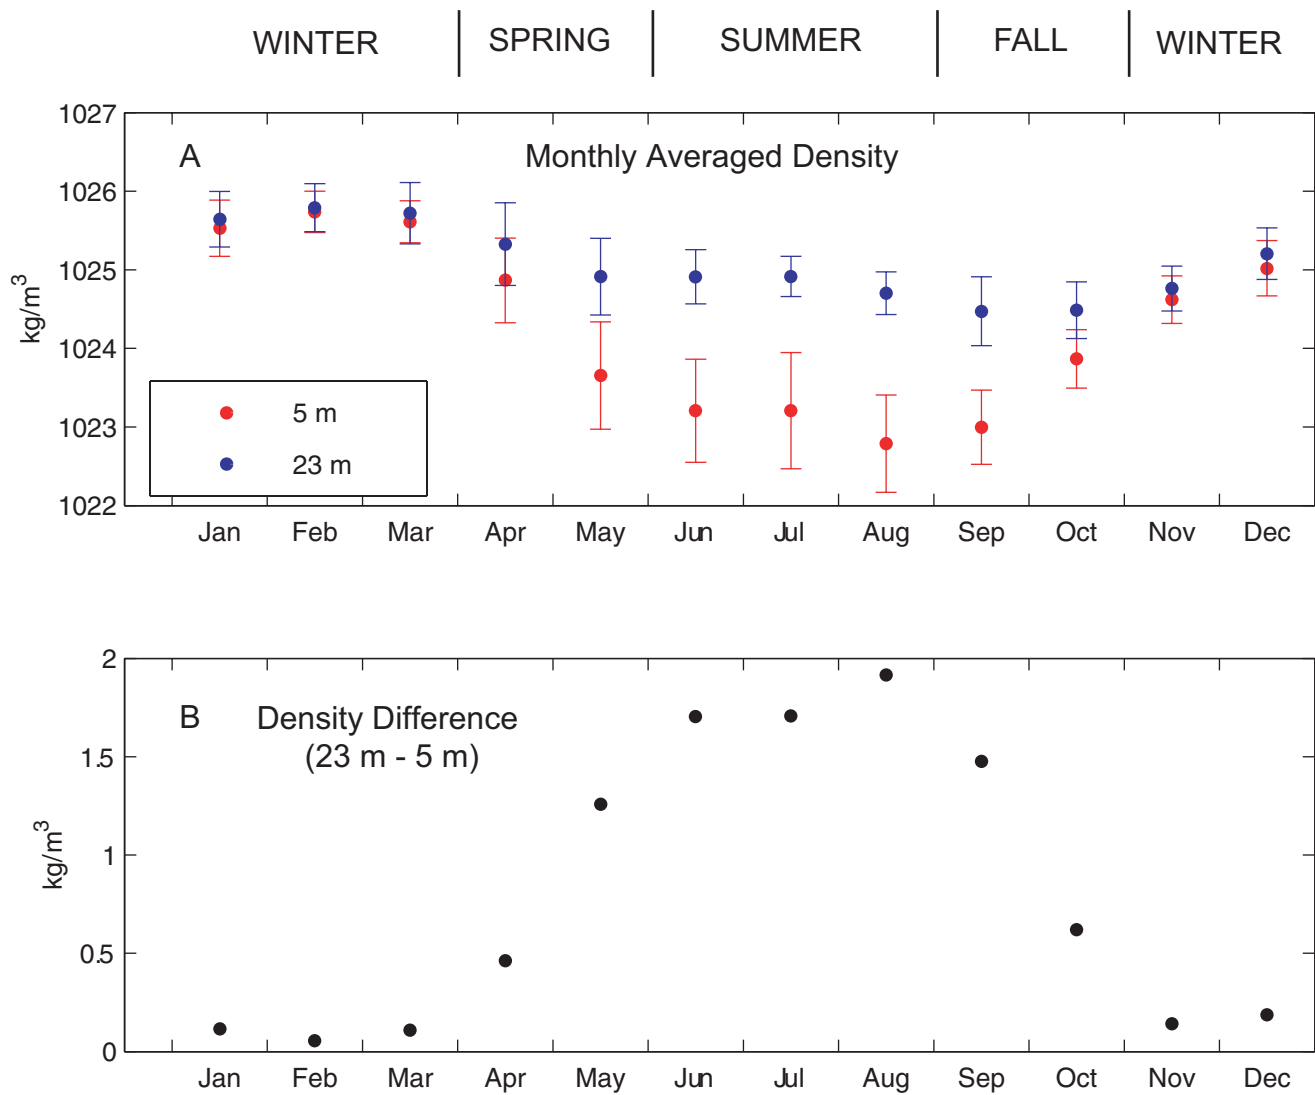 WINTER SPRING SUMMER FALL WINTER
1027
A Monthly Averaged Density
1026
1025
kg/m³
1024
5 m
1023
23 m
1022
Jan Feb Mar Apr May Jun Jul Aug Sep Oct Nov Dec
2
B Density Difference
(23 m - 5 m)
1.5
kg/m³
1
0.5
0
Jan Feb Mar Apr May Jun Jul Aug Sep Oct Nov Dec